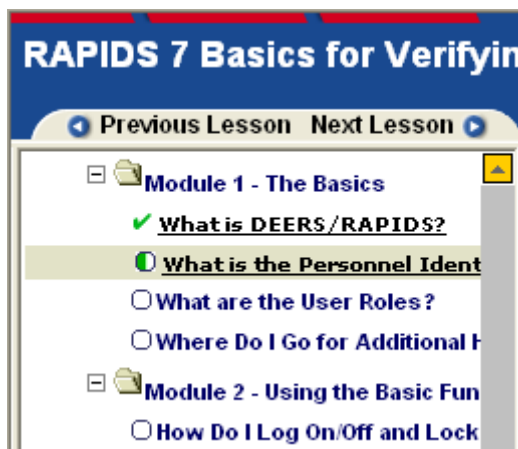 RAPIDS 7 Basics for Verifyin
Previous Lesson Next Lesson
Module 1 - The Basics
What is DEERS/RAPIDS?
What is the Personnel Ident
What are the User Roles?
Where Do I Go for Additional H
Module 2 - Using the Basic Fun
How Do I Log On/Off and Lock